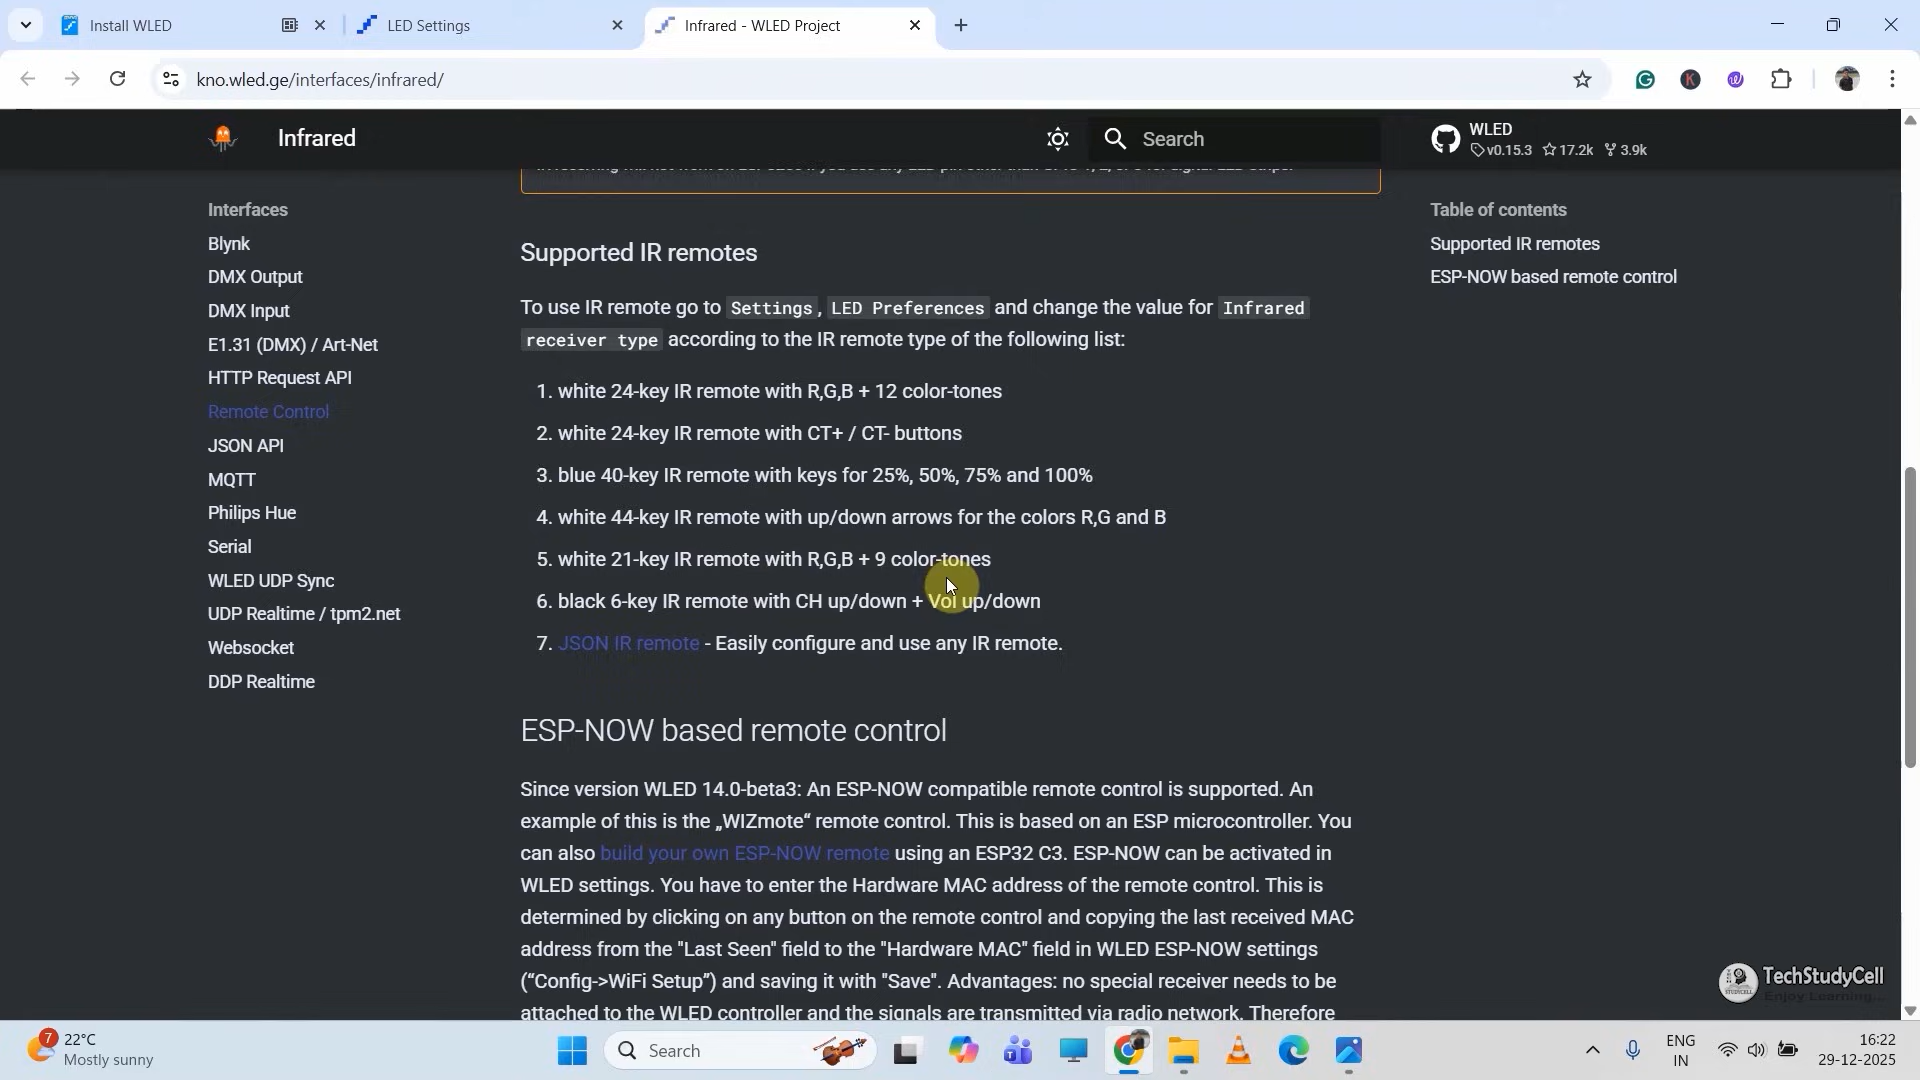 Install WLED
LED Settings
Infrared - WLED Project
kno.wled.ge/interfaces/infrared/
Infrared
Search
WLED
v0.15.3 17.2k 3.9k
Interfaces
Blynk
DMX Output
DMX Input
E1.31 (DMX) / Art-Net
HTTP Request API
Remote Control
JSON API
MQTT
Philips Hue
Serial
WLED UDP Sync
UDP Realtime / tpm2.net
Websocket
DDP Realtime
Supported IR remotes
To use IR remote go to Settings, LED Preferences and change the value for Infrared
receiver type according to the IR remote type of the following list:
1. white 24-key IR remote with R,G,B + 12 color-tones
2. white 24-key IR remote with CT+ / CT- buttons
3. blue 40-key IR remote with keys for 25%, 50%, 75% and 100%
4. white 44-key IR remote with up/down arrows for the colors R,G and B
5. white 21-key IR remote with R,G,B + 9 color-tones
6. black 6-key IR remote with CH up/down + Vol up/down
7. JSON IR remote - Easily configure and use any IR remote.
ESP-NOW based remote control
Since version WLED 14.0-beta3: An ESP-NOW compatible remote control is supported. An
example of this is the „WIZmote“ remote control. This is based on an ESP microcontroller. You
can also build your own ESP-NOW remote using an ESP32 C3. ESP-NOW can be activated in
WLED settings. You have to enter the Hardware MAC address of the remote control. This is
determined by clicking on any button on the remote control and copying the last received MAC
address from the "Last Seen" field to the "Hardware MAC" field in WLED ESP-NOW settings
(“Config->WiFi Setup”) and saving it with "Save". Advantages: no special receiver needs to be
attached to the WLED controller and the signals are transmitted via radio network. Therefore
Table of contents
Supported IR remotes
ESP-NOW based remote control
TechStudyCell
Enjoy Learning...
7
22°C
Mostly sunny
Search
ENG
IN
16:22
29-12-2025